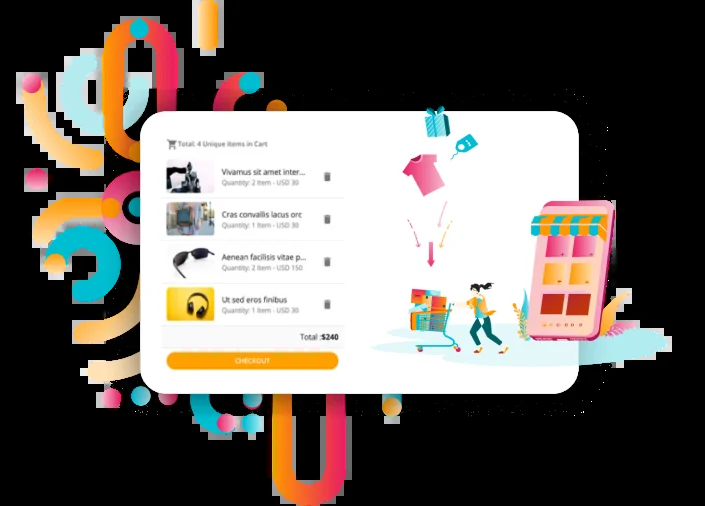 Total: 4 Unique items in Cart
Vivamus sit amet inter...
Quantity: 2 Item - USD 30
Cras convallis lacus orc
Quantity: 1 Item - USD 30
Aenean facilisis vitae p...
Quantity: 2 Item - USD 150
Ut sed eros finibus
Quantity: 1 Item - USD 30
Total :$240
CHECKOUT